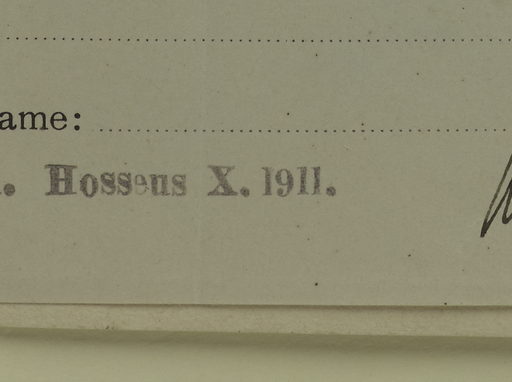 ame:
. Hosseus X. 1911.